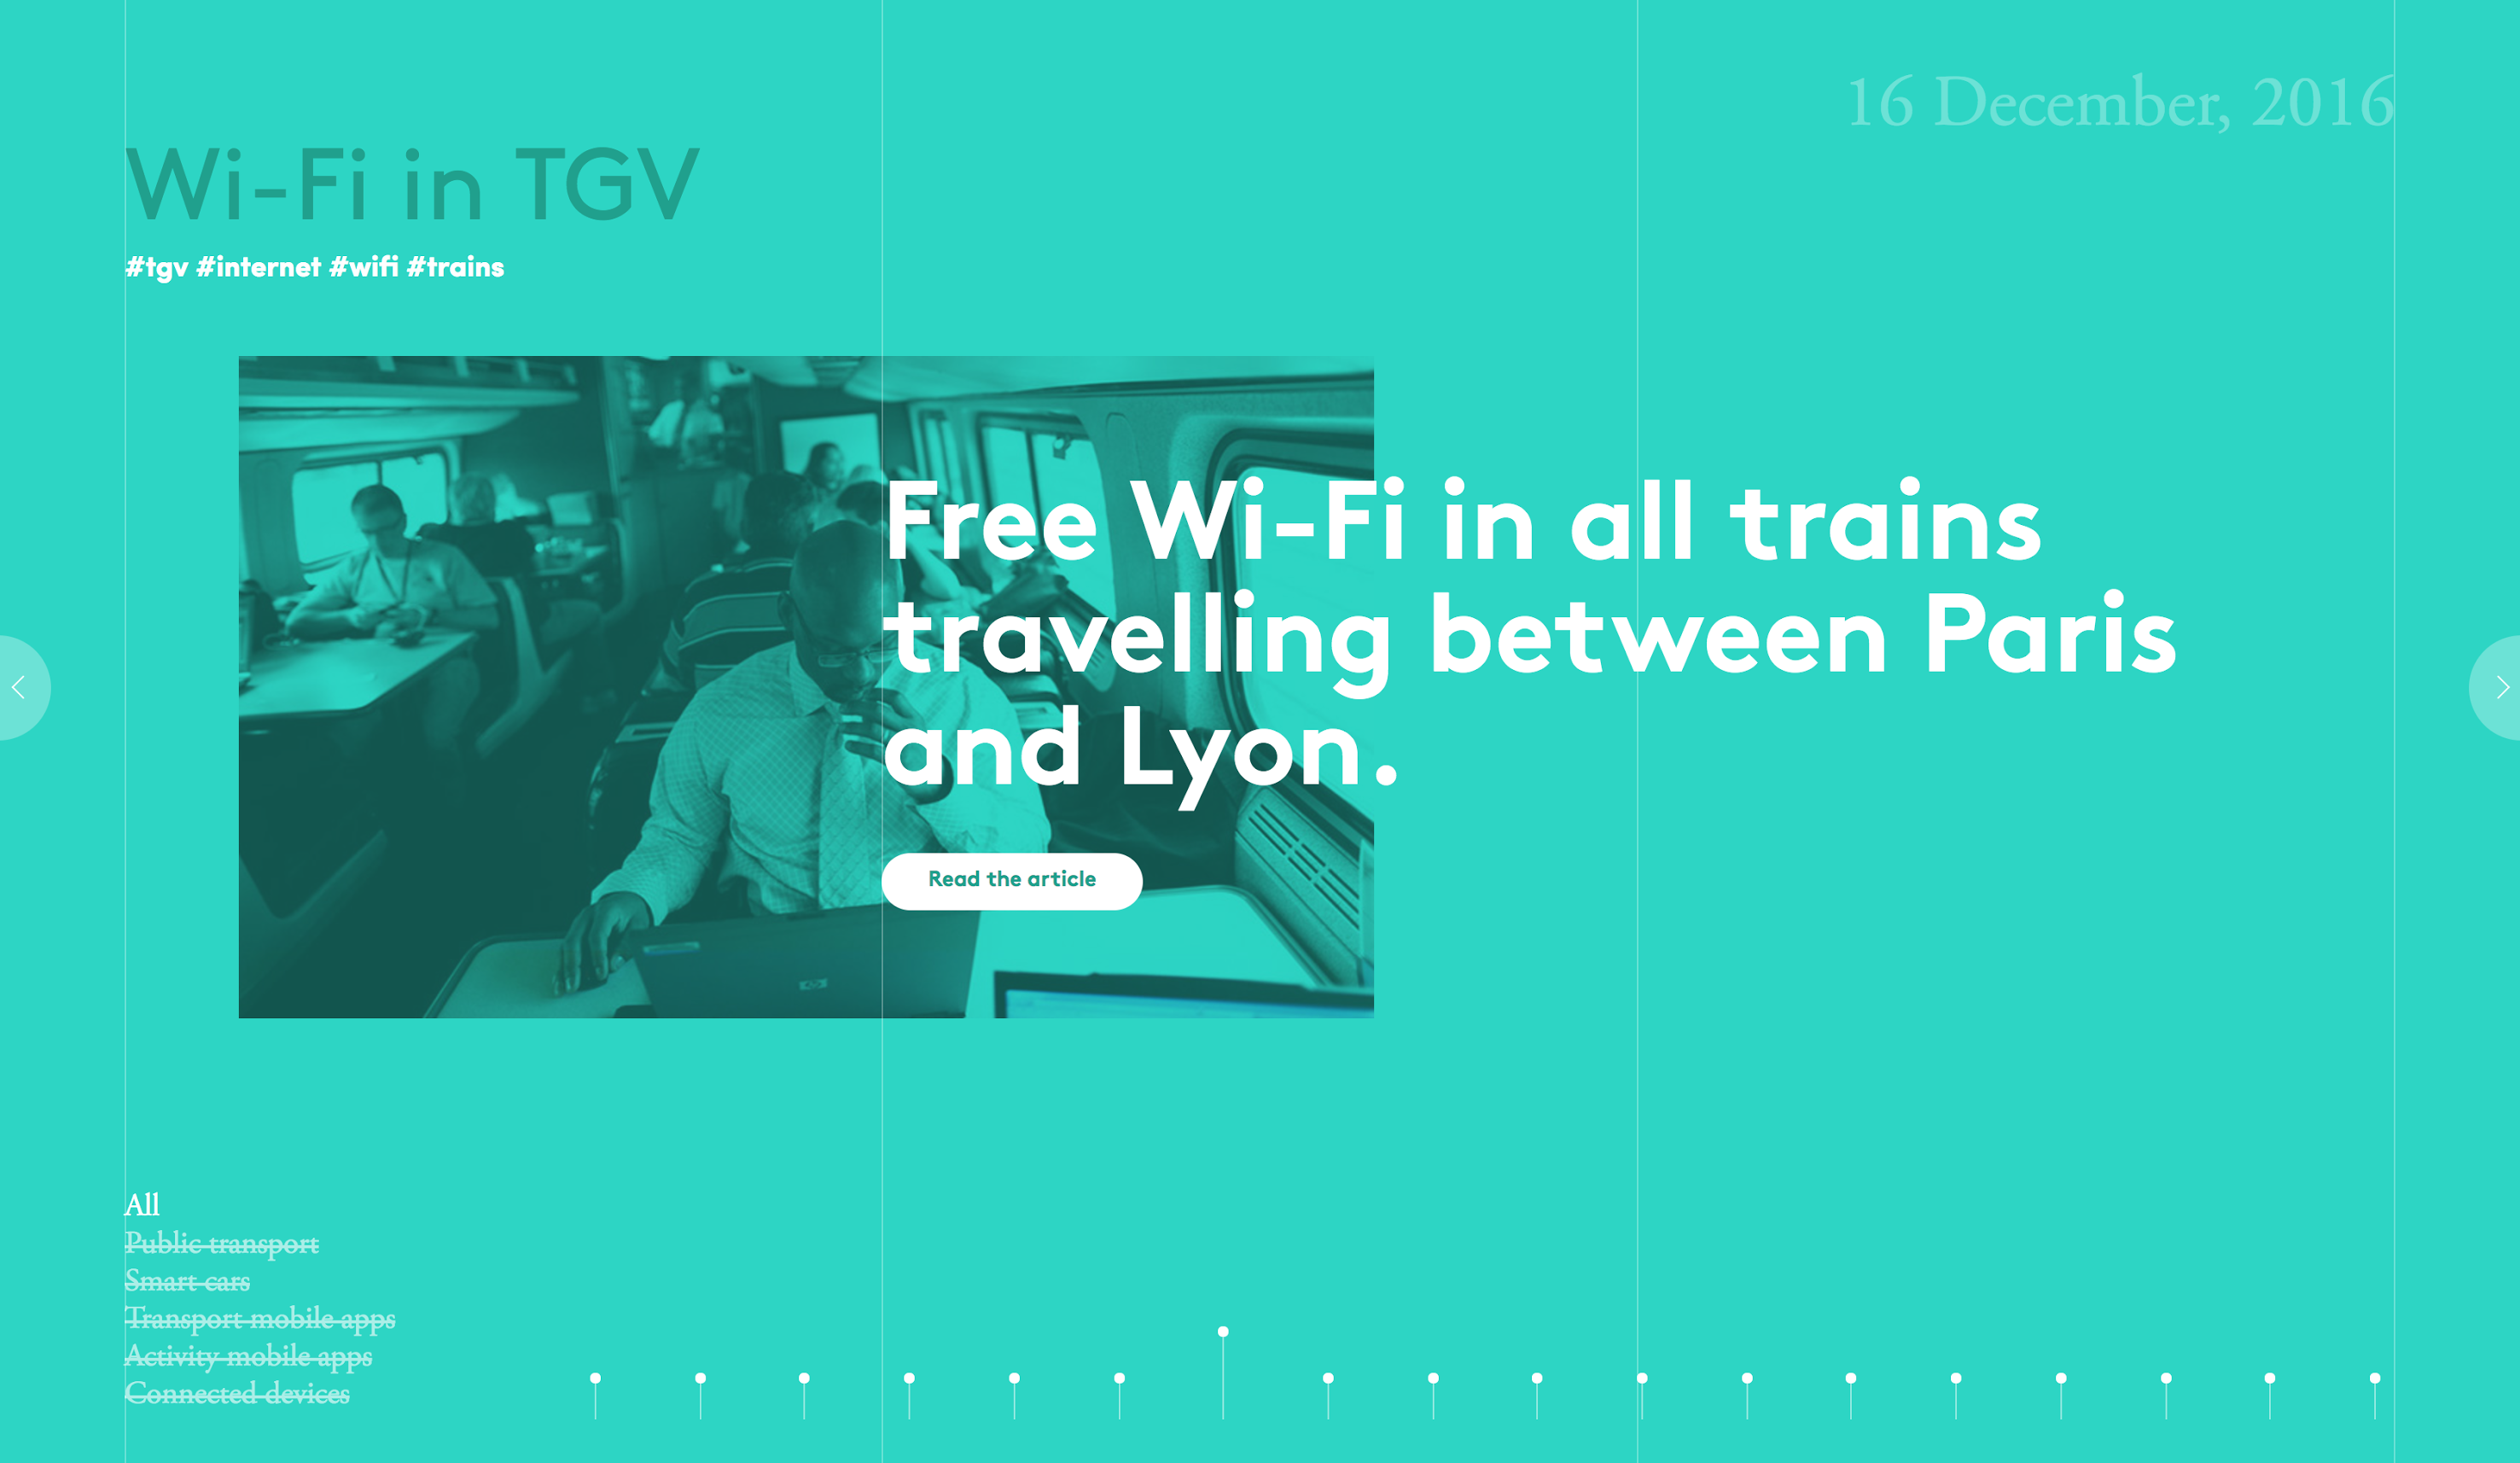 16 December, 2016
Wi-Fi in TGV
#tgv #internet #wifi #trains
Free Wi-Fi in all trains
travelling between Paris
and Lyon.
Read the article
All
Public transport
Smart cars
Transport mobile apps
Activity mobile apps
Connected devices
hp